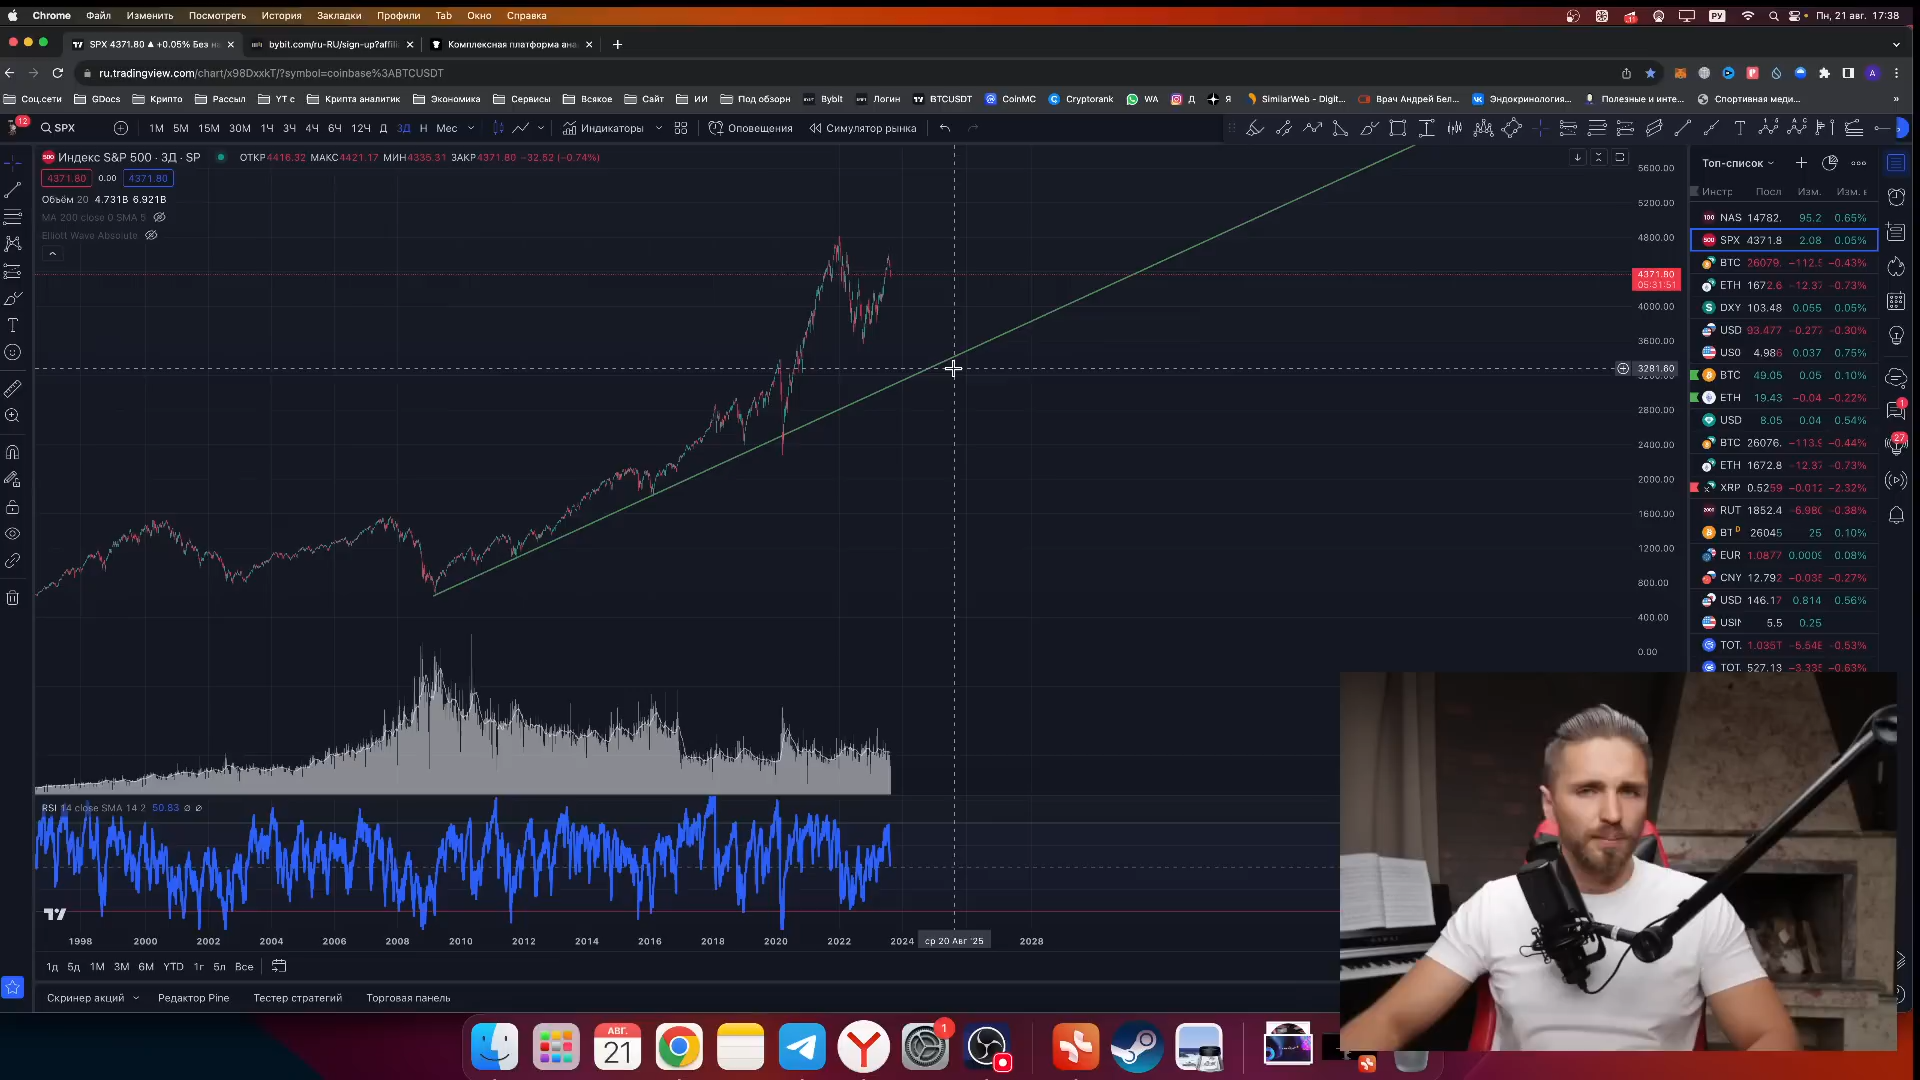 Chrome Файл Изменить Посмотреть История Закладки Профили Tab Окно Справка РУ Пн, 21 авг. 17:38
SPX 4371.80 ▲ +0.05% Без на bybit.com/ru-RU/sign-up?affili Комплексная платформа ана
ru.tradingview.com/chart/x98DxxkT/?symbol=coinbase%3ABTCUSDT
Соц.сети GDocs Крипто Рассыл YT c Крипта аналитик Экономика Сервисы Всякое Сайт ИИ Под обзорн Bybit Логин BTCUSDT CoinMC Cryptorank WA Д Я SimilarWeb - Digit... Врач Андрей Бел... Эндокринология... Полезные и инте... Спортивная меди...
12 SPX 1М 5М 15М 30М 1Ч 3Ч 4Ч 6Ч 12Ч Д 3Д Н Мес Индикаторы Оповещения Симулятор рынка
Индекс S&P 500 · 3Д · SP ОТКР4416.32 МАКС4421.17 МИН4335.31 ЗАКР4371.80 −32.52 (−0.74%)
4371.80 0.00 4371.80
Объём 20 4.731B 6.921B
MA 200 close 0 SMA 5
Elliott Wave Absolute
5600.00
5200.00
4800.00
4371.80
05:31:51
4000.00
3600.00
3281.60
2800.00
2400.00
2000.00
1600.00
1200.00
800.00
400.00
0.00
Топ-список
Инстр Посл Изм.
NAS 14782. 95.2 0.65%
SPX 4371.8 2.08 0.05%
BTC 26079. −112.5 −0.43%
ETH 1672.6 −12.37 −0.73%
DXY 103.48 0.055 0.05%
USD 93.477 −0.277 −0.30%
US0 4.986 0.037 0.75%
BTC 49.05 0.05 0.10%
ETH 19.43 −0.04 −0.22%
USD 8.05 0.04 0.54%
BTC 26076. −113.9 −0.44%
ETH 1672.8 −12.37 −0.73%
XRP 0.5259 −0.012 −2.32%
RUT 1852.4 −6.980 −0.38%
BT D 26045 25 0.10%
EUR 1.0877 0.0009 0.08%
CNY 12.792 −0.035 −0.27%
USD 146.17 0.814 0.56%
USIN 5.5 0.25
TOT. 1.035T −5.54E −0.53%
TOT. 527.13 −3.335 −0.63%
1
27
RSI 14 close SMA 14 2 50.83
1998 2000 2002 2004 2006 2008 2010 2012 2014 2016 2018 2020 2022 2024 ср 20 Авг '25 2028
1д 5д 1М 3М 6М YTD 1г 5л Все
Скринер акций Редактор Pine Тестер стратегий Торговая панель
АВГ.
21
1